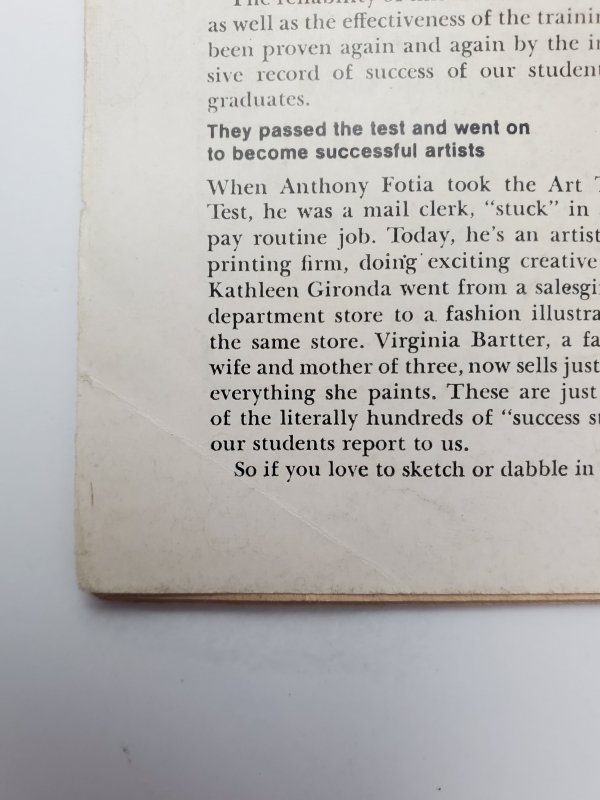 The reliability of
as well as the effectiveness of the
been proven again and again by the
sive record of success of our
graduates.
They passed the test and went on
to become successful artists
When Anthony Fotia took the Art
Test, he was a mail clerk, “stuck” in
pay routine job. Today, he’s an artist
printing firm, doing exciting creative
Kathleen Gironda went from a
department store to a fashion
the same store. Virginia Bartter, a
wife and mother of three, now sells just
everything she paints. These are just
of the literally hundreds of “success
our students report to us.
So if you love to sketch or dabble in